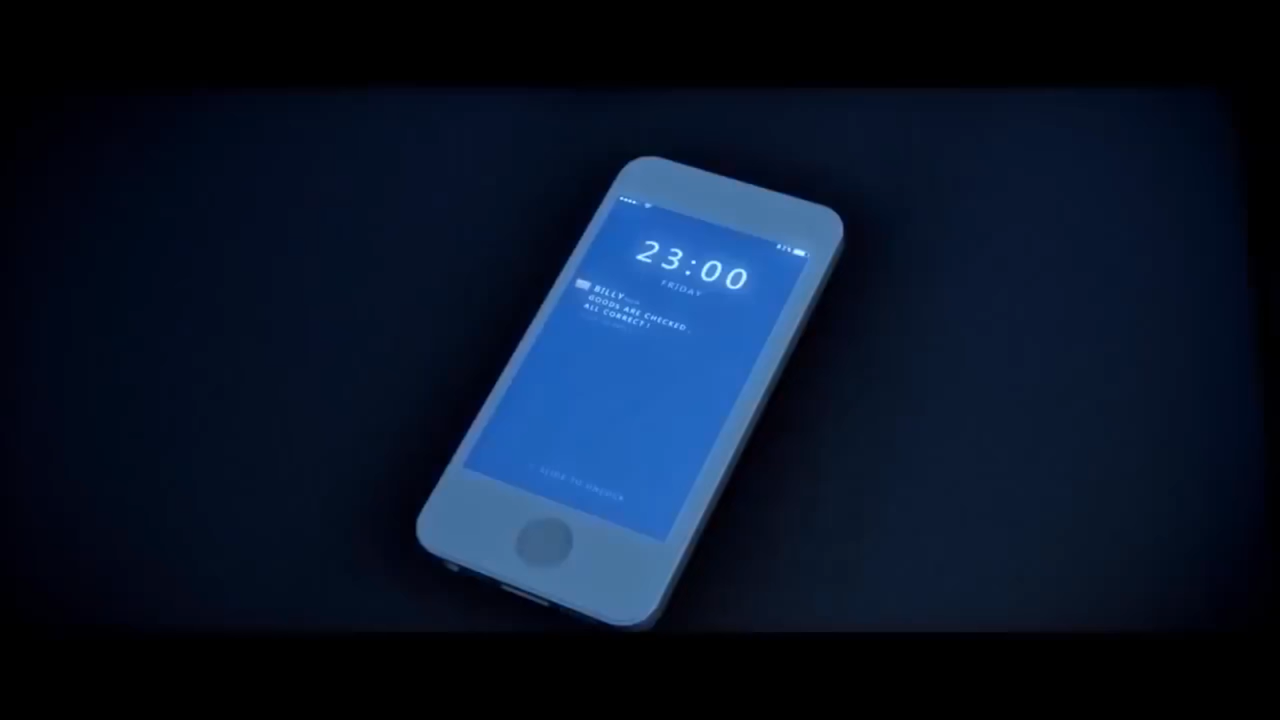 23:00
FRIDAY
BILLY
GOODS ARE CHECKED,
ALL CORRECT!
SLIDE TO UNLOCK